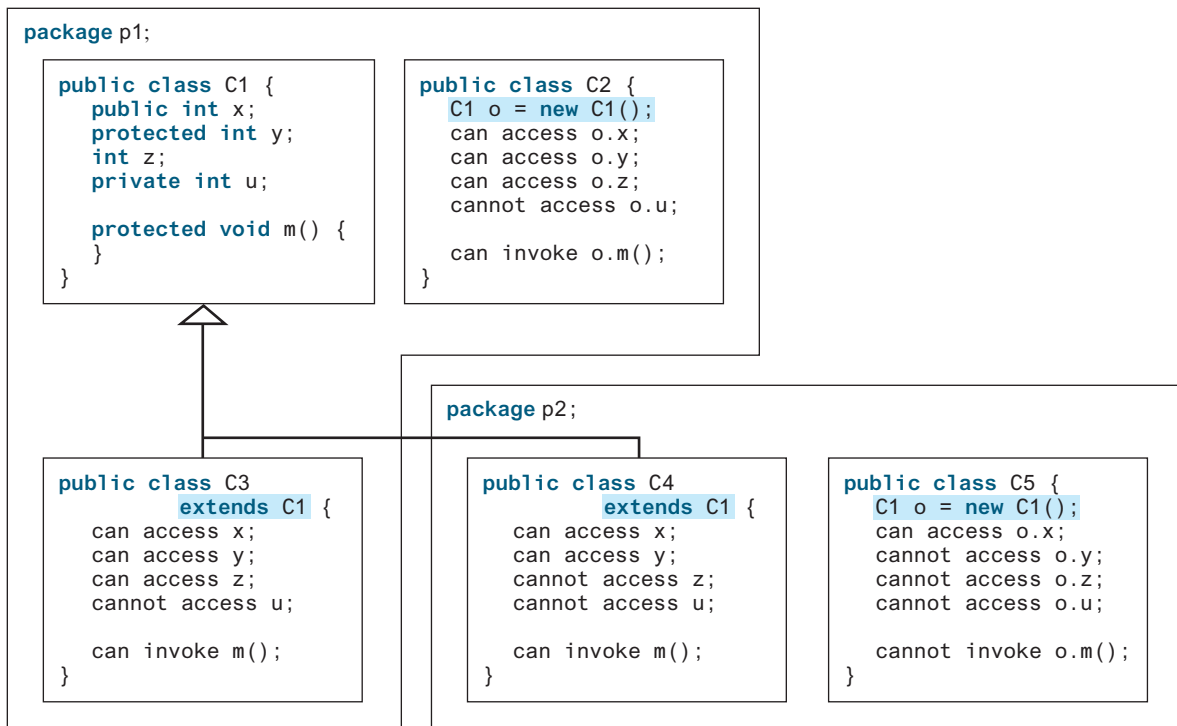 package p1;
public class C1 {
public int x;
protected int y;
int z;
private int u;
protected void m() {
}
}
public class C2 {
C1 o = new C1();
can access o.x;
can access o.y;
can access o.z;
cannot access o.u;
can invoke o.m();
}
public class C3
extends C1 {
can access x;
can access y;
can access z;
cannot access u;
can invoke m();
}
package p2;
public class C4
extends C1 {
can access x;
can access y;
cannot access z;
cannot access u;
can invoke m();
}
public class C5 {
C1 o = new C1();
can access o.x;
cannot access o.y;
cannot access o.z;
cannot access o.u;
cannot invoke o.m();
}